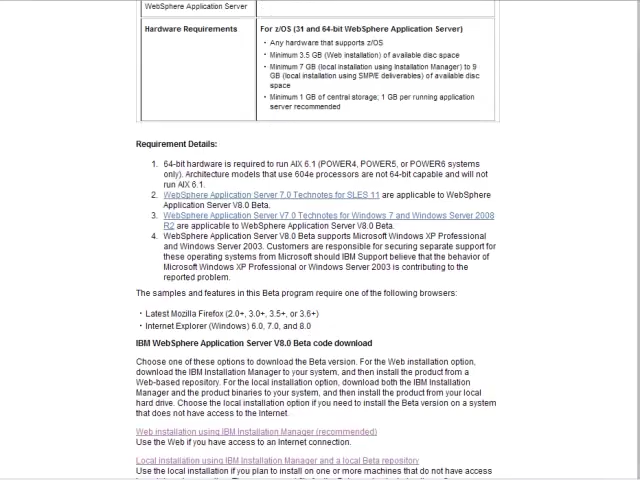 WebSphere Application Server
Hardware Requirements
For z/OS (31 and 64-bit WebSphere Application Server)
• Any hardware that supports z/OS
• Minimum 3.5 GB (Web installation) of available disc space
• Minimum 7 GB (local installation using Installation Manager) to 9
GB (local installation using SMP/E deliverables) of available disc
space
• Minimum 1 GB of central storage; 1 GB per running application
server recommended
Requirement Details:
1. 64-bit hardware is required to run AIX 6.1 (POWER4, POWER5, or POWER6 systems
only). Architecture models that use 604e processors are not 64-bit capable and will not
run AIX 6.1.
2. WebSphere Application Server 7.0 Technotes for SLES 11 are applicable to WebSphere
Application Server V8.0 Beta.
3. WebSphere Application Server V7.0 Technotes for Windows 7 and Windows Server 2008
R2 are applicable to WebSphere Application Server V8.0 Beta.
4. WebSphere Application Server V8.0 Beta supports Microsoft Windows XP Professional
and Windows Server 2003. Customers are responsible for securing separate support for
these operating systems from Microsoft should IBM Support believe that the behavior of
Microsoft Windows XP Professional or Windows Server 2003 is contributing to the
reported problem.
The samples and features in this Beta program require one of the following browsers:
• Latest Mozilla Firefox (2.0+, 3.0+, 3.5+, or 3.6+)
• Internet Explorer (Windows) 6.0, 7.0, and 8.0
IBM WebSphere Application Server V8.0 Beta code download
Choose one of these options to download the Beta version. For the Web installation option,
download the IBM Installation Manager to your system, and then install the product from a
Web-based repository. For the local installation option, download both the IBM Installation
Manager and the product binaries to your system, and then install the product from your local
hard drive. Choose the local installation option if you need to install the Beta version on a system
that does not have access to the Internet.
Web installation using IBM Installation Manager (recommended)
Use the Web if you have access to an Internet connection.
Local installation using IBM Installation Manager and a local Beta repository
Use the local installation if you plan to install on one or more machines that do not have access